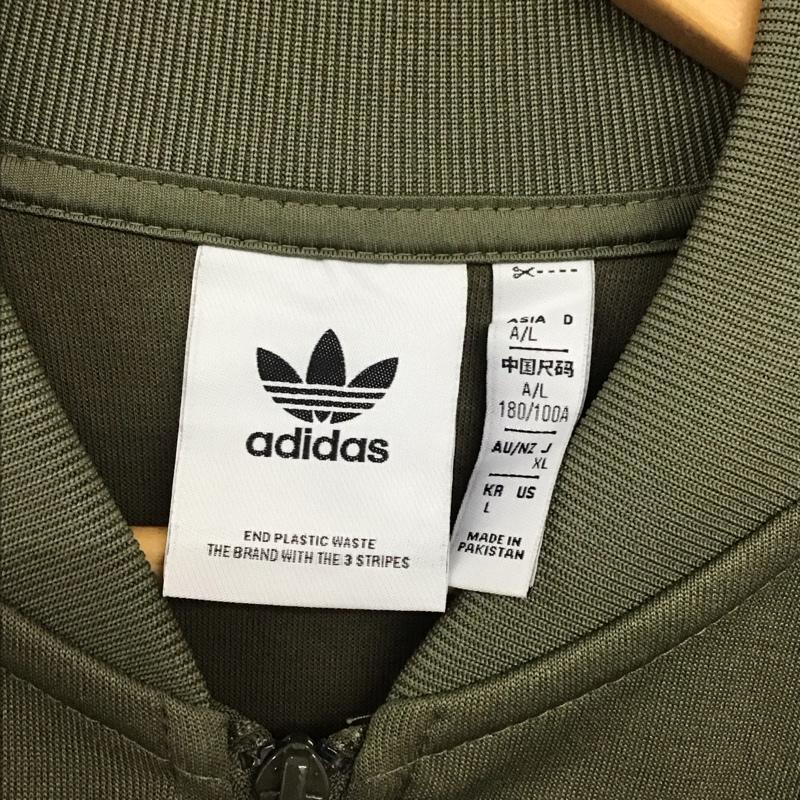 adidas
END PLASTIC WASTE
THE BRAND WITH THE 3 STRIPES
ASIA D
A/L
中国尺码
A/L
180/100A
AU/NZ J
XL
KR US
L
MADE IN
PAKISTAN